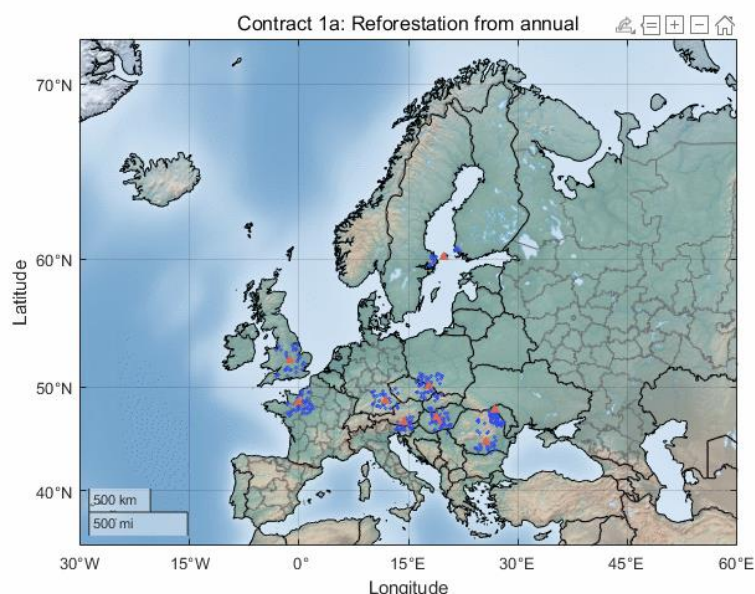 Contract 1a: Reforestation from annual
70°N
60°N
50°N
40°N
Latitude
500 km
500 mi
30°W 15°W 0° 15°E 30°E 45°E 60°E
Longitude